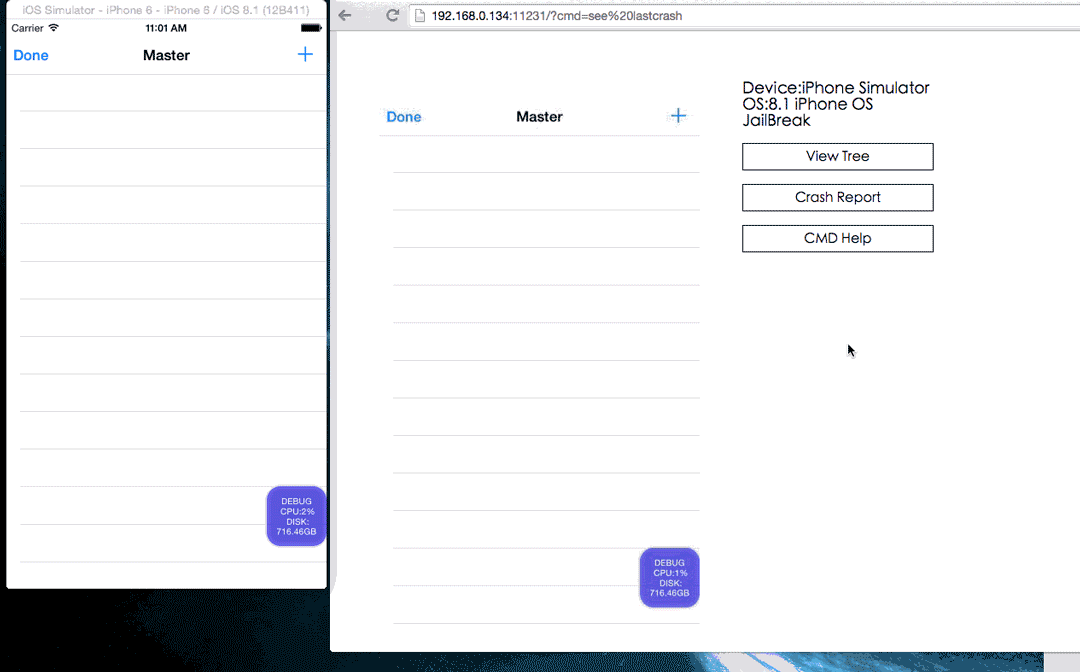 iOS Simulator - iPhone 6 - iPhone 6 / iOS 8.1 (12B411)
Carrier 11:01 AM
Done Master +
DEBUG
CPU:2%
DISK:
716.46GB
192.168.0.134:11231/?cmd=see%20lastcrash
Done Master +
DEBUG
CPU:1%
DISK:
716.46GB
Device:iPhone Simulator
OS:8.1 iPhone OS
JailBreak
View Tree
Crash Report
CMD Help